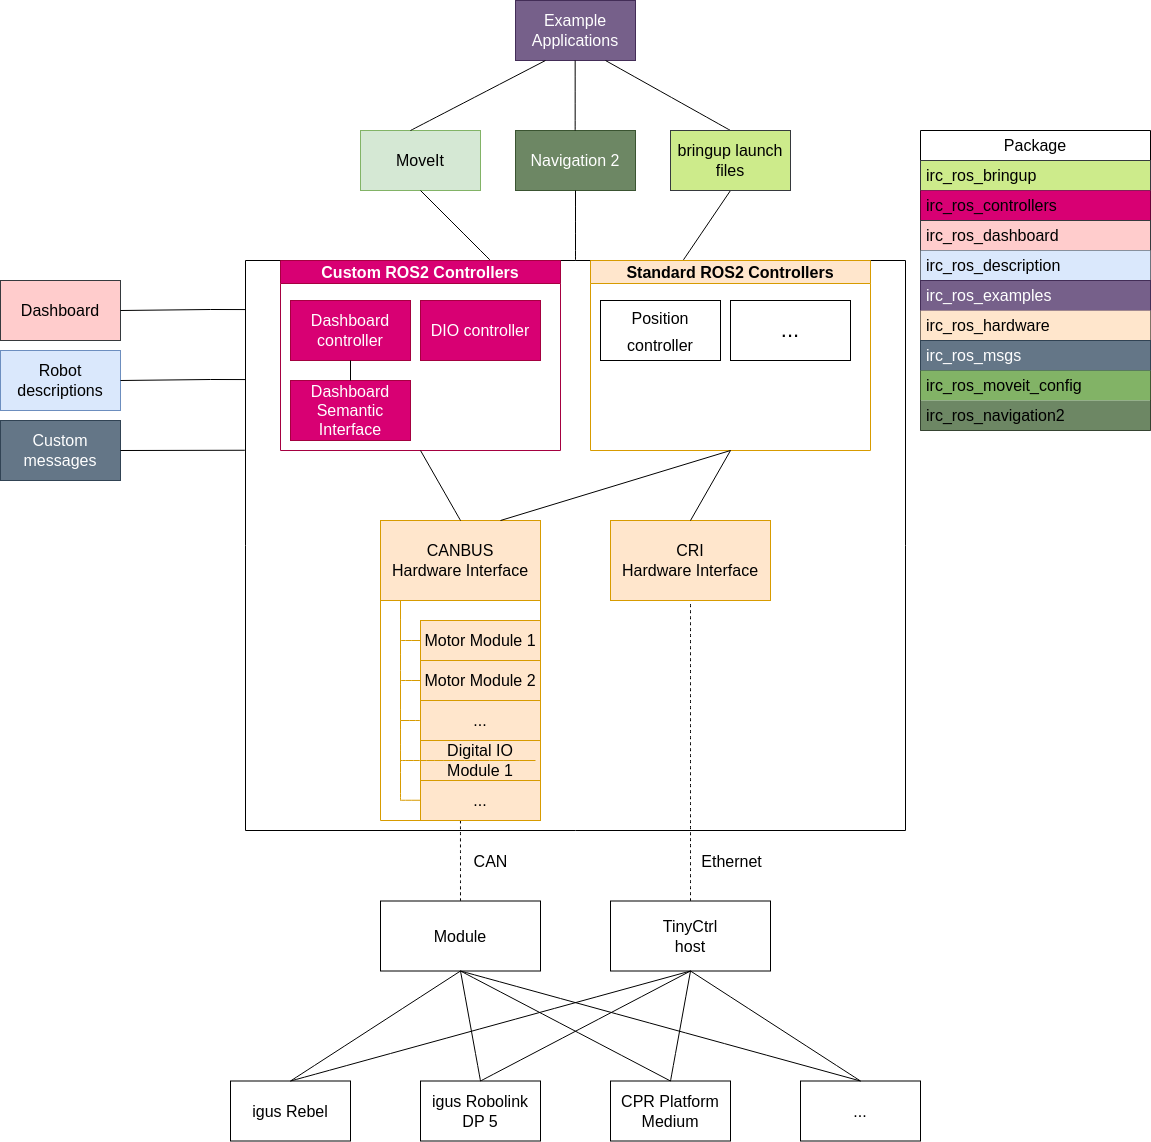 Example
Applications
MoveIt
Navigation 2
bringup launch
files
Package
irc_ros_bringup
irc_ros_controllers
irc_ros_dashboard
irc_ros_description
irc_ros_examples
irc_ros_hardware
irc_ros_msgs
irc_ros_moveit_config
irc_ros_navigation2
Dashboard
Robot
descriptions
Custom
messages
Custom ROS2 Controllers
Dashboard
controller
DIO controller
Dashboard
Semantic
Interface
Standard ROS2 Controllers
Position
controller
...
CANBUS
Hardware Interface
CRI
Hardware Interface
Motor Module 1
Motor Module 2
...
Digital IO
Module 1
...
CAN
Ethernet
Module
TinyCtrl
host
igus Rebel
igus Robolink
DP 5
CPR Platform
Medium
...